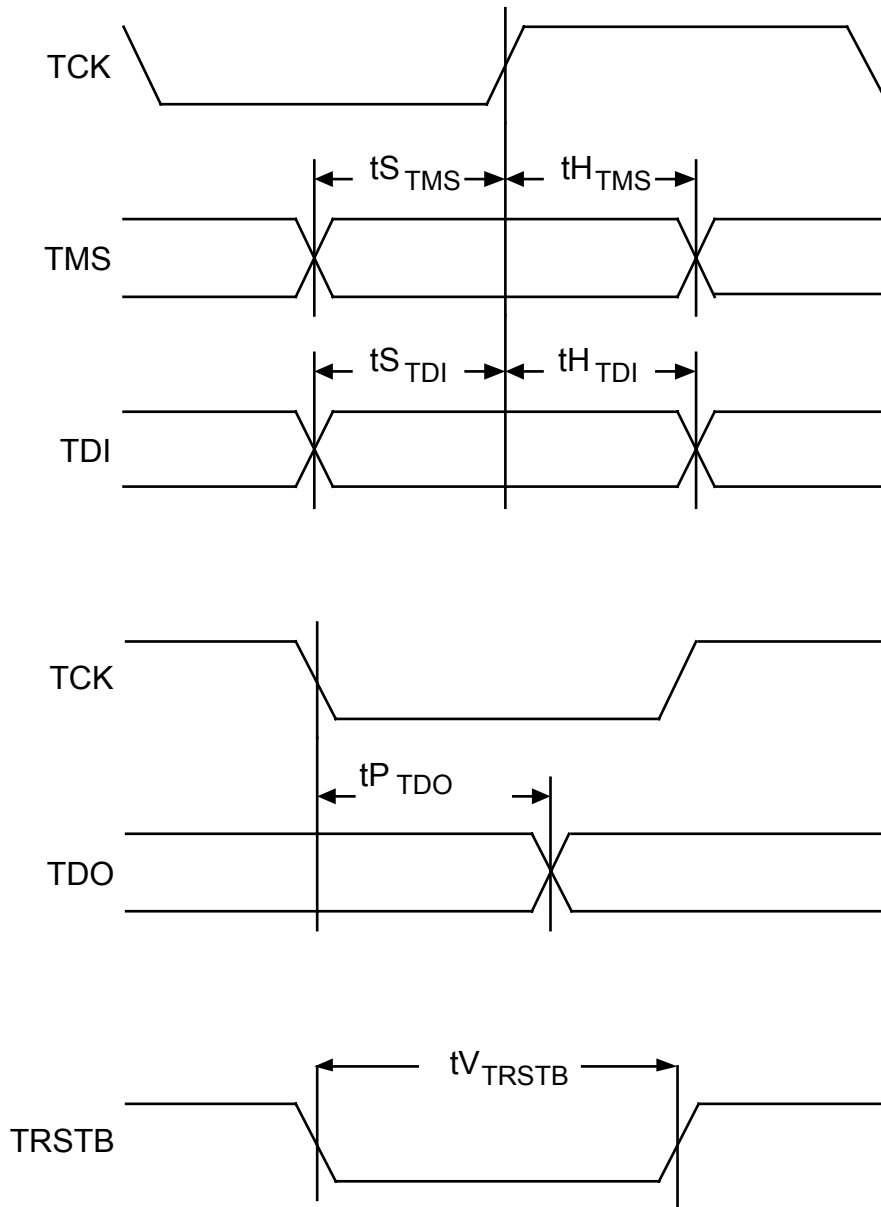 TCK
tS TMS tH TMS
TMS
tS TDI tH TDI
TDI
TCK
tP TDO
TDO
tV TRSTB
TRSTB